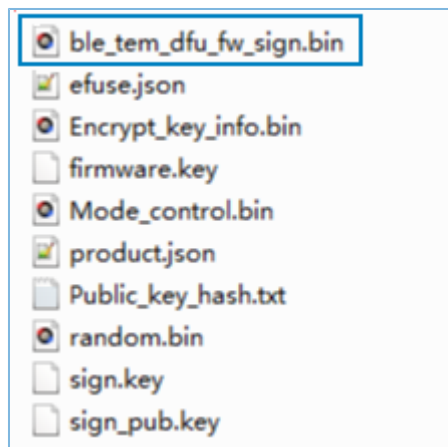 ble_tem_dfu_fw_sign.bin
efuse.json
Encrypt_key_info.bin
firmware.key
Mode_control.bin
product.json
Public_key_hash.txt
random.bin
sign.key
sign_pub.key